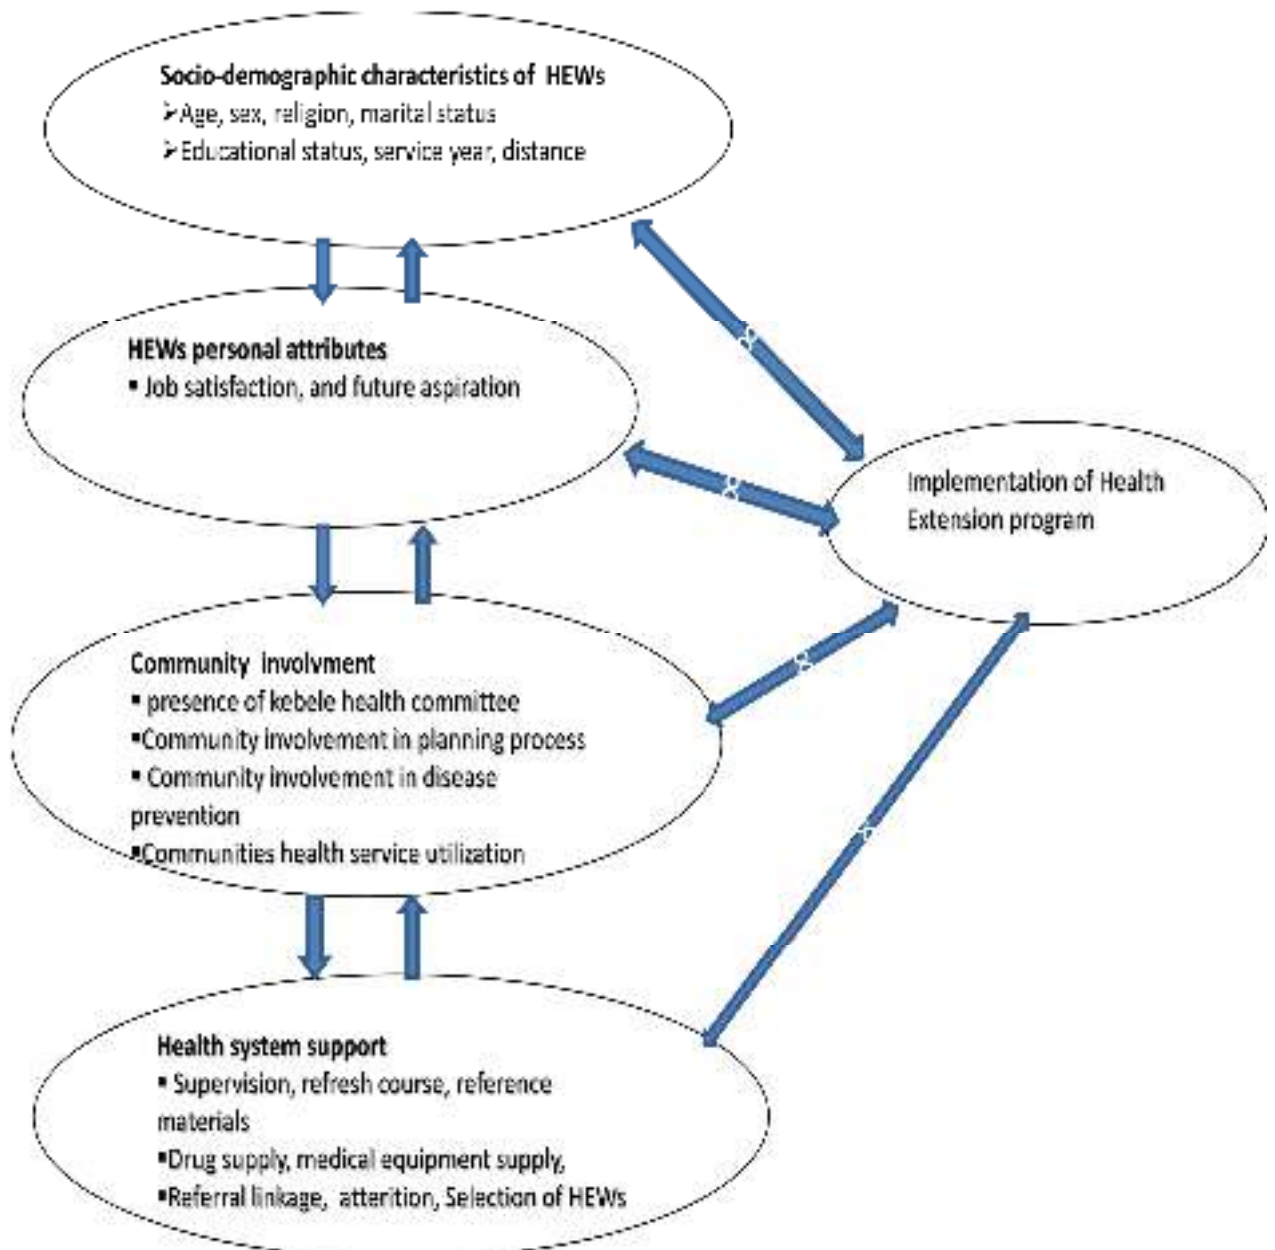 Socio-demographic characteristics of HEWs
➢Age, sex, religion, marital status
➢Educational status, service year, distance
HEWs personal attributes
▪ Job satisfaction, and future aspiration
Implementation of Health
Extension program
Community involvment
▪ presence of kebele health committee
▪Community involvement in planning process
▪ Community involvement in disease
prevention
▪Communities health service utilization
Health system support
▪ Supervision, refresh course, reference
materials
▪Drug supply, medical equipment supply,
▪Referral linkage, atterition, Selection of HEWs